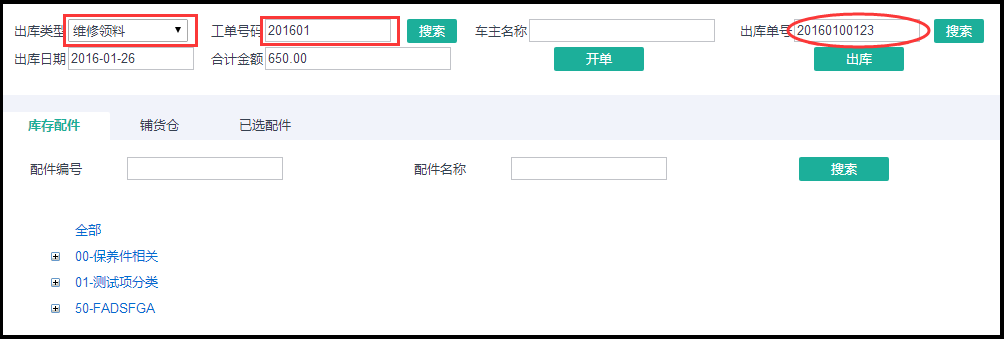 出库类型 维修领料 工单号码 201601 搜索 车主名称 出库单号 20160100123 搜索
出库日期 2016-01-26 合计金额 650.00 开单 出库
库存配件 铺货仓 已选配件
配件编号 配件名称 搜索
全部
00-保养件相关
01-测试项分类
50-FADSFGA